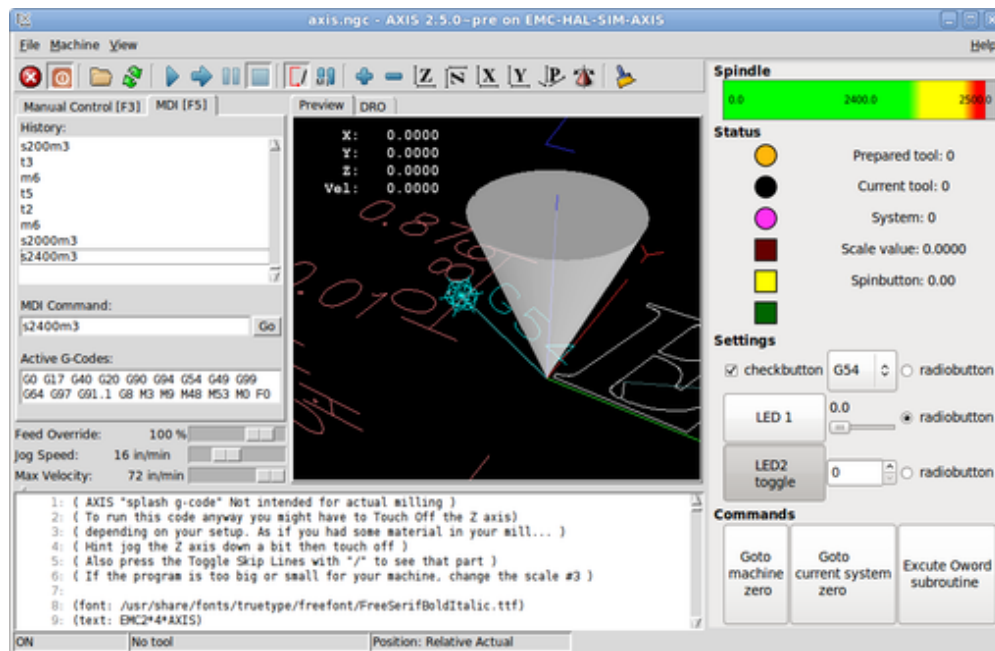 axis.ngc - AXIS 2.5.0~pre on EMC-HAL-SIM-AXIS
File Machine View Help
Z N X Y P
Manual Control [F3] MDI [F5]
History:
s200m3
t3
m6
t5
t2
m6
s2000m3
s2400m3
MDI Command:
s2400m3 Go
Active G-Codes:
G0 G17 G40 G20 G90 G94 G54 G49 G99
G64 G97 G91.1 G8 M3 M9 M48 M53 M0 F0
Feed Override: 100 %
Jog Speed: 16 in/min
Max Velocity: 72 in/min
Preview DRO
X: 0.0000
Y: 0.0000
Z: 0.0000
Vel: 0.0000
G54
Y
E
Spindle
0.0 2400.0 2500.0
Status
Prepared tool: 0
Current tool: 0
System: 0
Scale value: 0.0000
Spinbutton: 0.00
Settings
checkbutton G54 radiobutton
LED 1 0.0 radiobutton
LED2
toggle 0 radiobutton
Commands
Goto
machine
zero
Goto
current system
zero
Excute Oword
subroutine
1: ( AXIS "splash g-code" Not intended for actual milling )
2: ( To run this code anyway you might have to Touch Off the Z axis)
3: ( depending on your setup. As if you had some material in your mill... )
4: ( Hint jog the Z axis down a bit then touch off )
5: ( Also press the Toggle Skip Lines with "/" to see that part )
6: ( If the program is too big or small for your machine, change the scale #3 )
7:
8: (font: /usr/share/fonts/truetype/freefont/FreeSerifBoldItalic.ttf)
9: (text: EMC2*4*AXIS)
ON No tool Position: Relative Actual